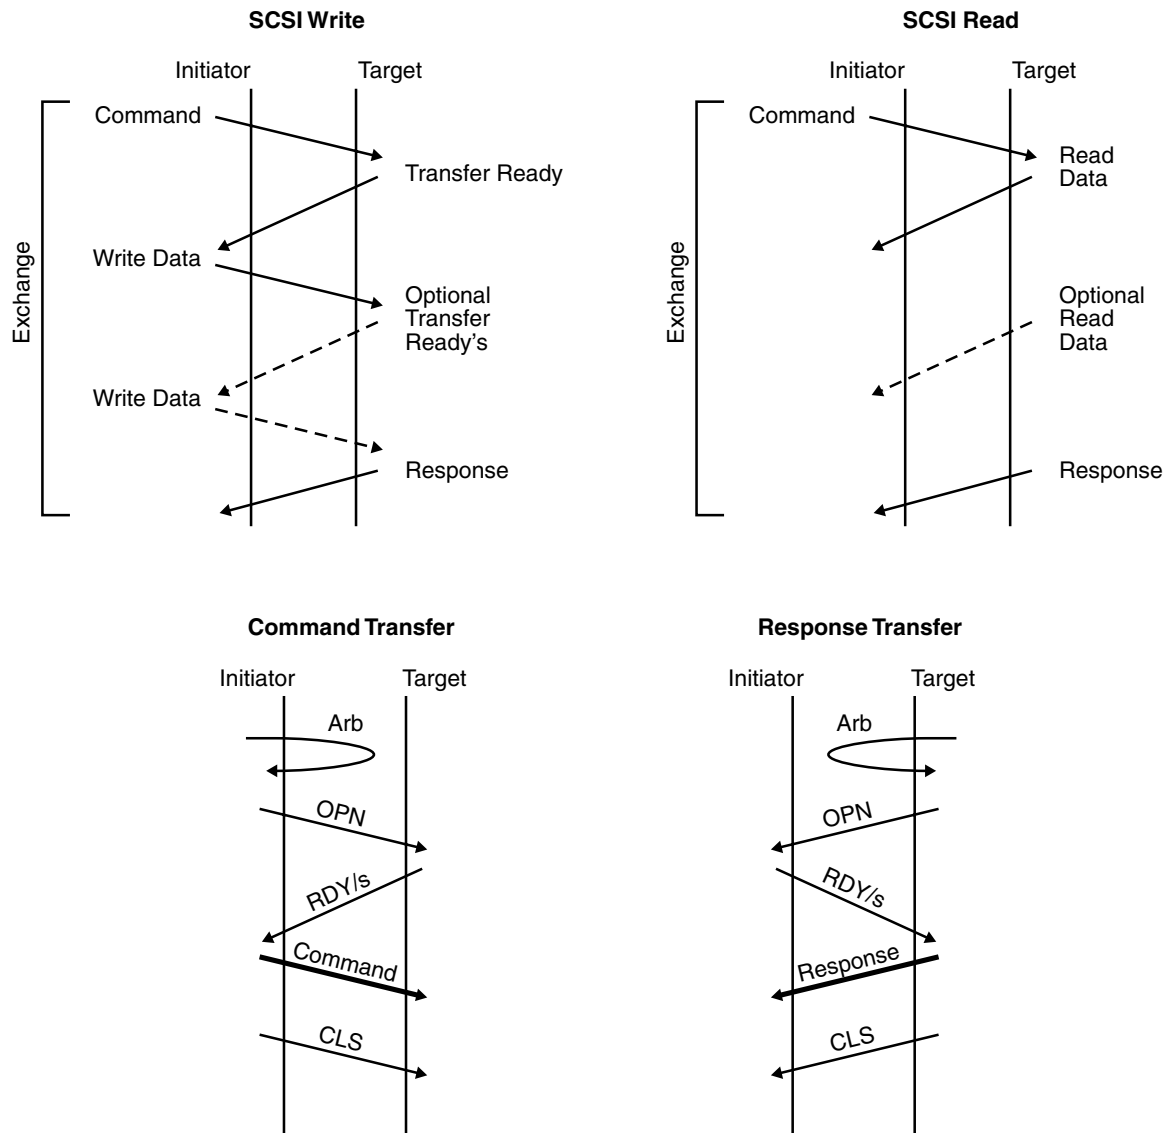 SCSI Write
Initiator
Target
Exchange
Command
Transfer Ready
Write Data
Optional
Transfer
Ready's
Write Data
Response
SCSI Read
Initiator
Target
Exchange
Command
Read
Data
Optional
Read
Data
Response
Command Transfer
Initiator
Target
Arb
OPN
RDY/s
Command
CLS
Response Transfer
Initiator
Target
Arb
OPN
RDY/s
Response
CLS